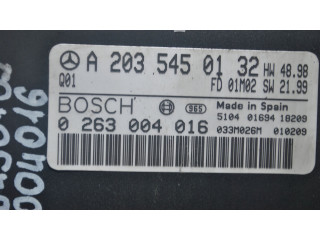 A 203 545 01 32 HW 48.98
Q01 FD 01M02 SW 21.99
BOSCH 965 Made in Spain
5104 01694 18209
0 263 004 016 033M026M 010209